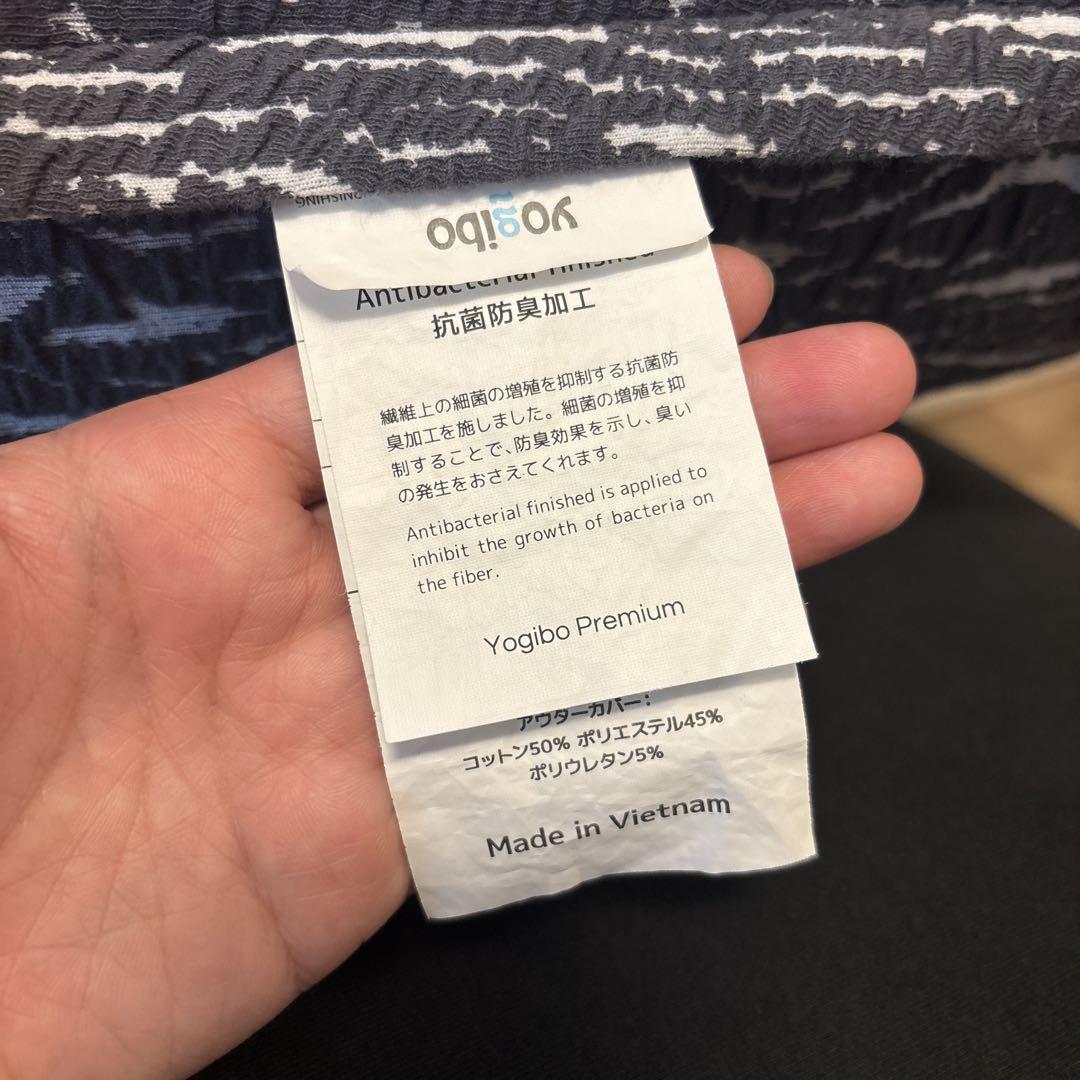 yogibo
Antibacterial finished
抗菌防臭加工
繊維上の細菌の増殖を抑制する抗菌防
臭加工を施しました。細菌の増殖を抑
制することで、防臭効果を示し、臭い
の発生をおさえてくれます。
Antibacterial finished is applied to
inhibit the growth of bacteria on
the fiber.
Yogibo Premium
アウターカバー:
コットン50% ポリエステル45%
ポリウレタン5%
Made in Vietnam